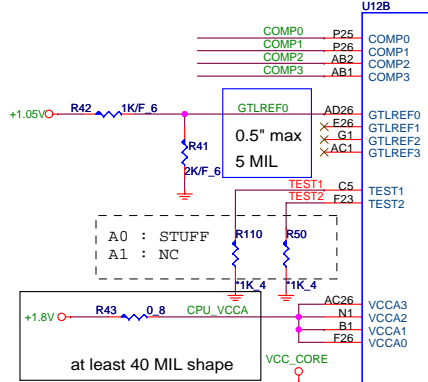 U12B
COMP0 P25 COMP0
COMP1 P26 COMP1
COMP2 AB2 COMP2
COMP3 AB1 COMP3
+1.05V R42 1K/F_6 GTLREF0 AD26 GTLREF0
E26 GTLREF1
G1 GTLREF2
AC1 GTLREF3
0.5" max
5 MIL
R41
2K/F_6
TEST1 C5 TEST1
TEST2 F23 TEST2
A0 : STUFF
A1 : NC
R110 R50
*1K_4 *1K_4
+1.8V R43 0_8 CPU_VCCA
AC26 VCCA3
N1 VCCA2
B1 VCCA1
F26 VCCA0
at least 40 MIL shape
VCC_CORE